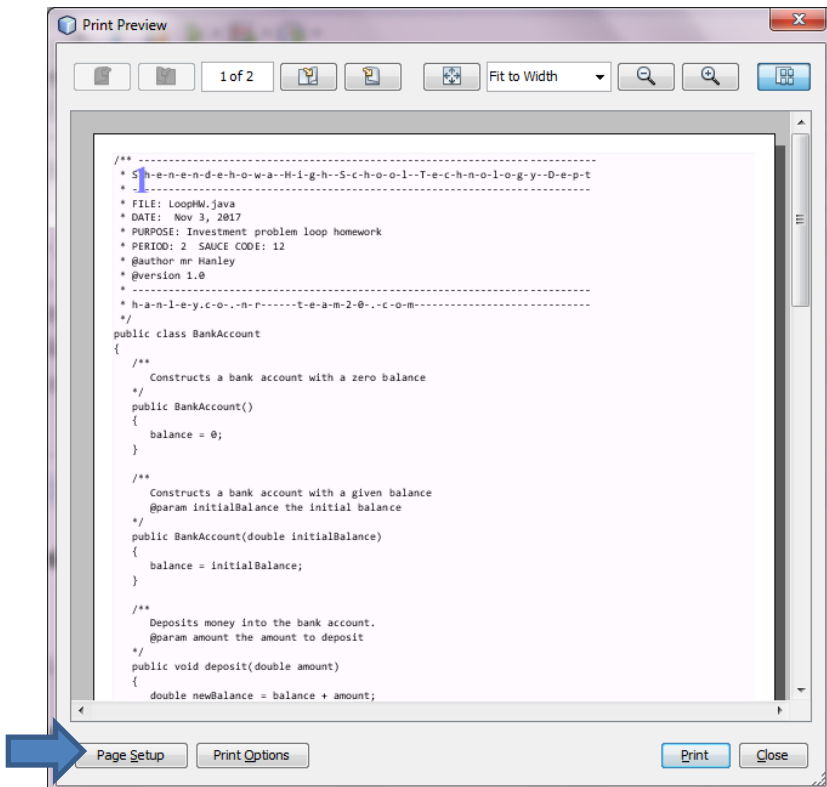 Print Preview
1 of 2
Fit to Width
/** ---------------------------------------------------------------
* S-h-e-n-e-n-d-e-h-o-w-a--H-i-g-h--S-c-h-o-o-l--T-e-c-h-n-o-l-o-g-y--D-e-p-t
1
* --------------------------------------------------------------
* FILE: LoopHW.java
* DATE:  Nov 3, 2017
* PURPOSE: Investment problem loop homework
* PERIOD: 2  SAUCE CODE: 12
* @author mr Hanley
* @version 1.0
* --------------------------------------------------------------
* h-a-n-l-e-y.c-o-.-n-r------t-e-a-m-2-0-.-c-o-m------------------------
*/
public class BankAccount
{
/**
Constructs a bank account with a zero balance
*/
public BankAccount()
{
balance = 0;
}
/**
Constructs a bank account with a given balance
@param initialBalance the initial balance
*/
public BankAccount(double initialBalance)
{
balance = initialBalance;
}
/**
Deposits money into the bank account.
@param amount the amount to deposit
*/
public void deposit(double amount)
{
double newBalance = balance + amount;
Page Setup
Print Options
Print
Close